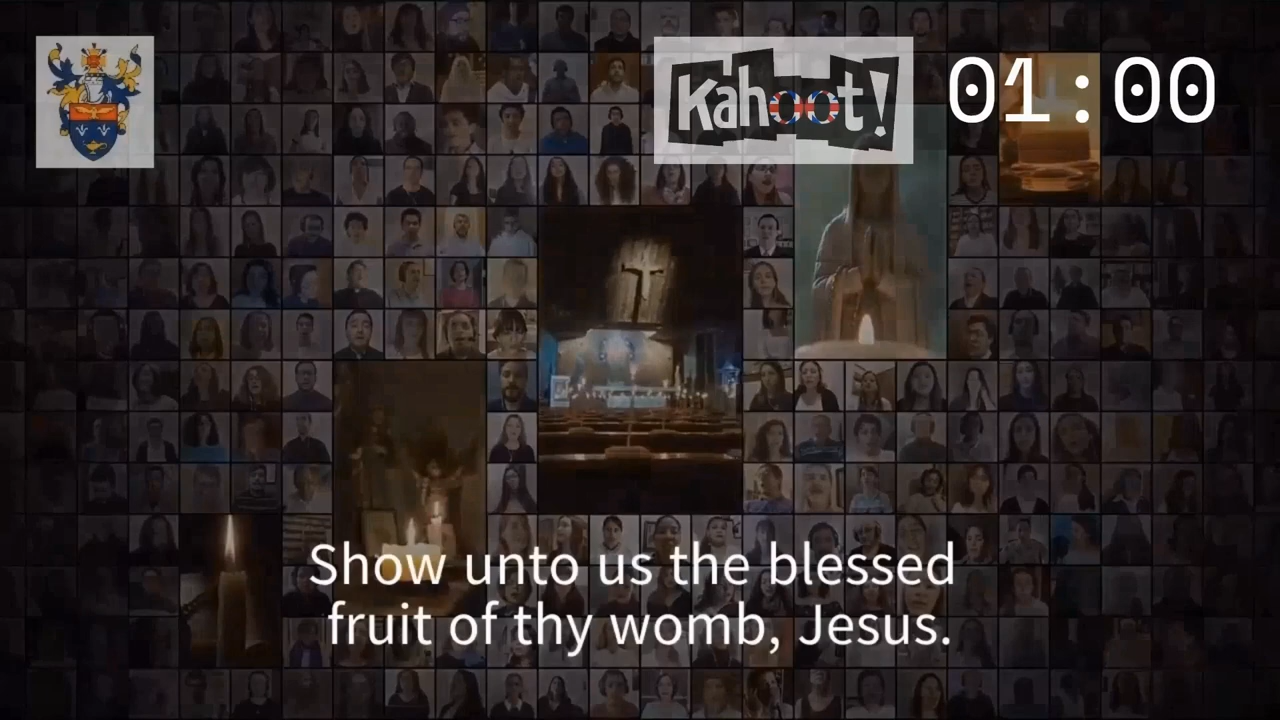 Kahoot!
01:00
Show unto us the blessed
fruit of thy womb, Jesus.